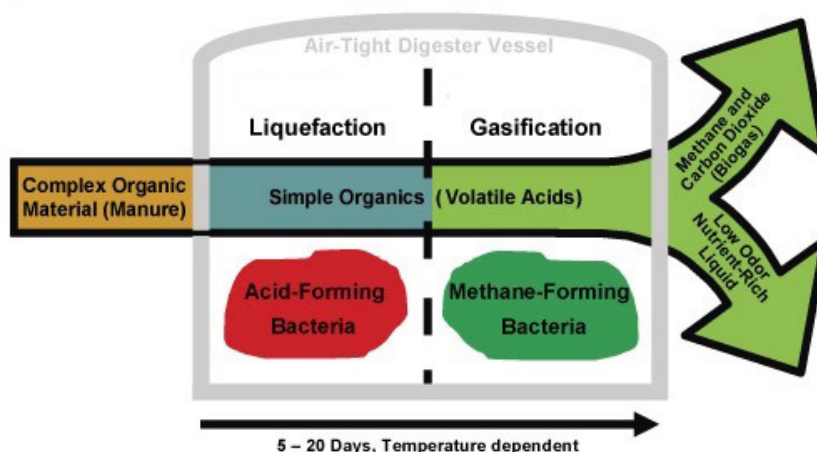 Air-Tight Digester Vessel
Liquefaction
Gasification
Complex Organic
Material (Manure)
Simple Organics (Volatile Acids)
Methane and
Carbon Dioxide
(Biogas)
Low Odor
Nutrient-Rich
Liquid
Acid-Forming
Bacteria
Methane-Forming
Bacteria
5 – 20 Days, Temperature dependent